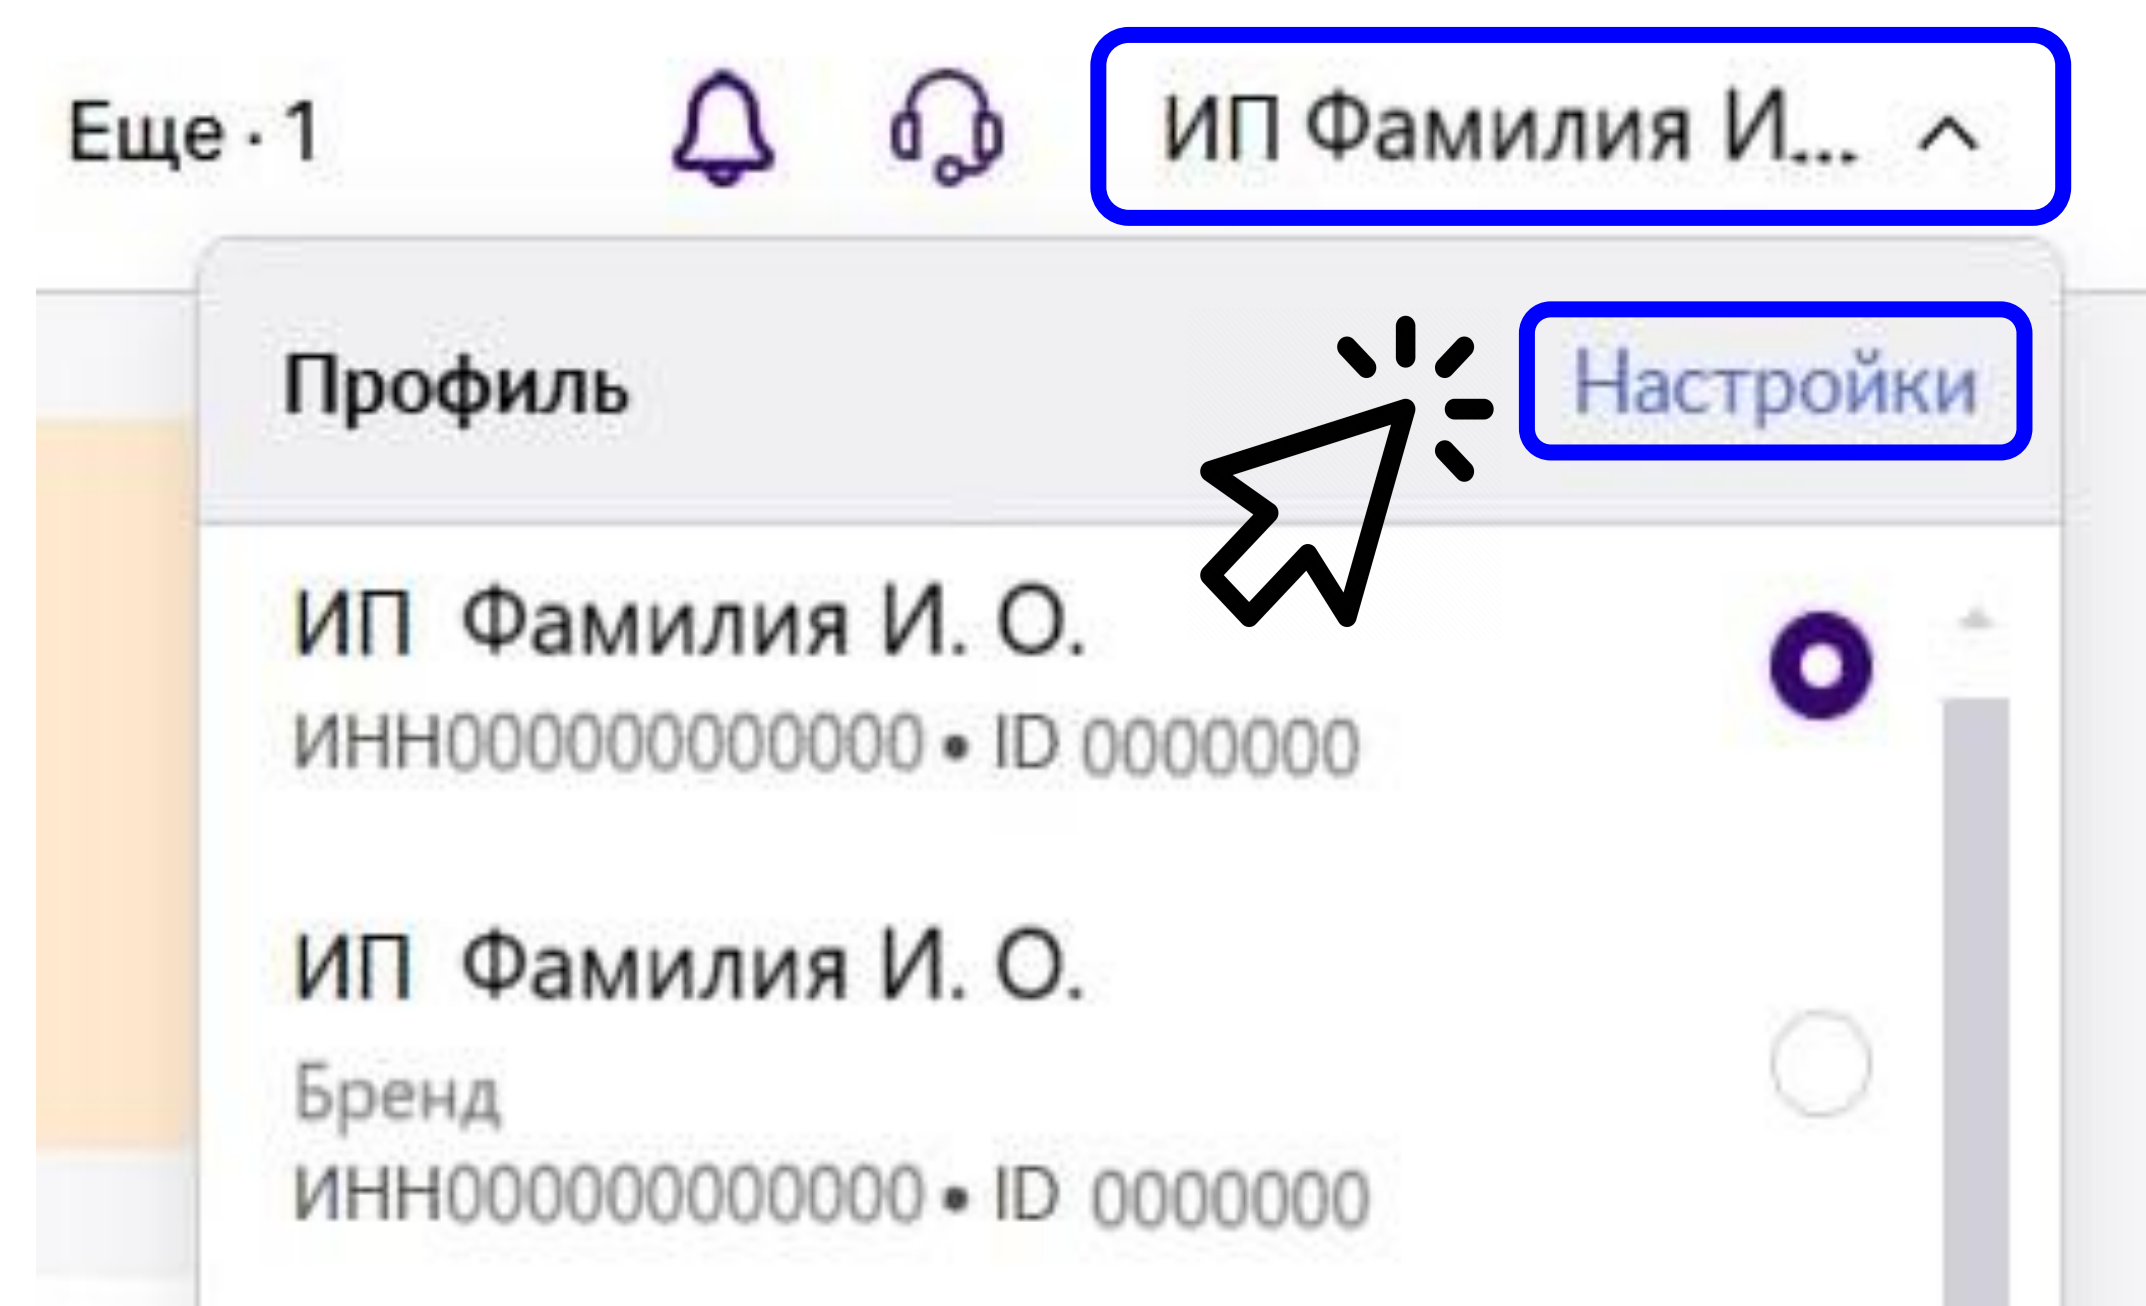 Еще · 1
ИП Фамилия И...
Профиль
Настройки
ИП Фамилия И. О.
ИНН000000000000 • ID 0000000
ИП Фамилия И. О.
Бренд
ИНН000000000000 • ID 0000000